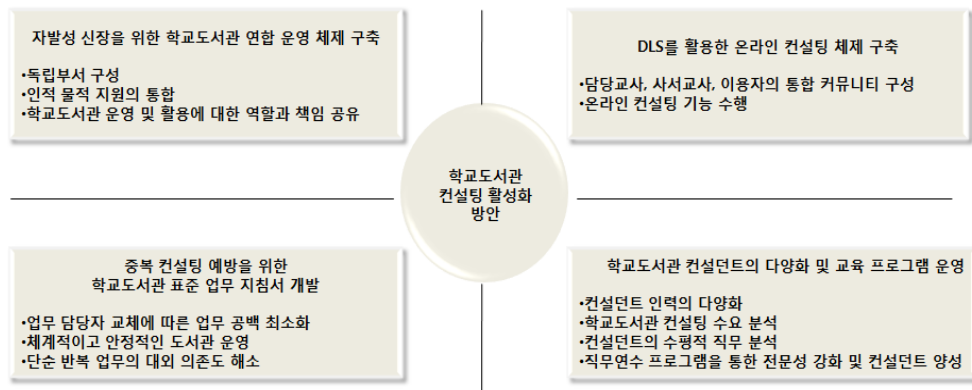 자발성 신장을 위한 학교도서관 연합 운영 체제 구축
•독립부서 구성
•인적 물적 지원의 통합
•학교도서관 운영 및 활용에 대한 역할과 책임 공유
DLS를 활용한 온라인 컨설팅 체제 구축
•담당교사, 사서교사, 이용자의 통합 커뮤니티 구성
•온라인 컨설팅 기능 수행
학교도서관
컨설팅 활성화
방안
중복 컨설팅 예방을 위한
학교도서관 표준 업무 지침서 개발
•업무 담당자 교체에 따른 업무 공백 최소화
•체계적이고 안정적인 도서관 운영
•단순 반복 업무의 대외 의존도 해소
학교도서관 컨설턴트의 다양화 및 교육 프로그램 운영
•컨설턴트 인력의 다양화
•학교도서관 컨설팅 수요 분석
•컨설턴트의 수평적 직무 분석
•직무연수 프로그램을 통한 전문성 강화 및 컨설턴트 양성